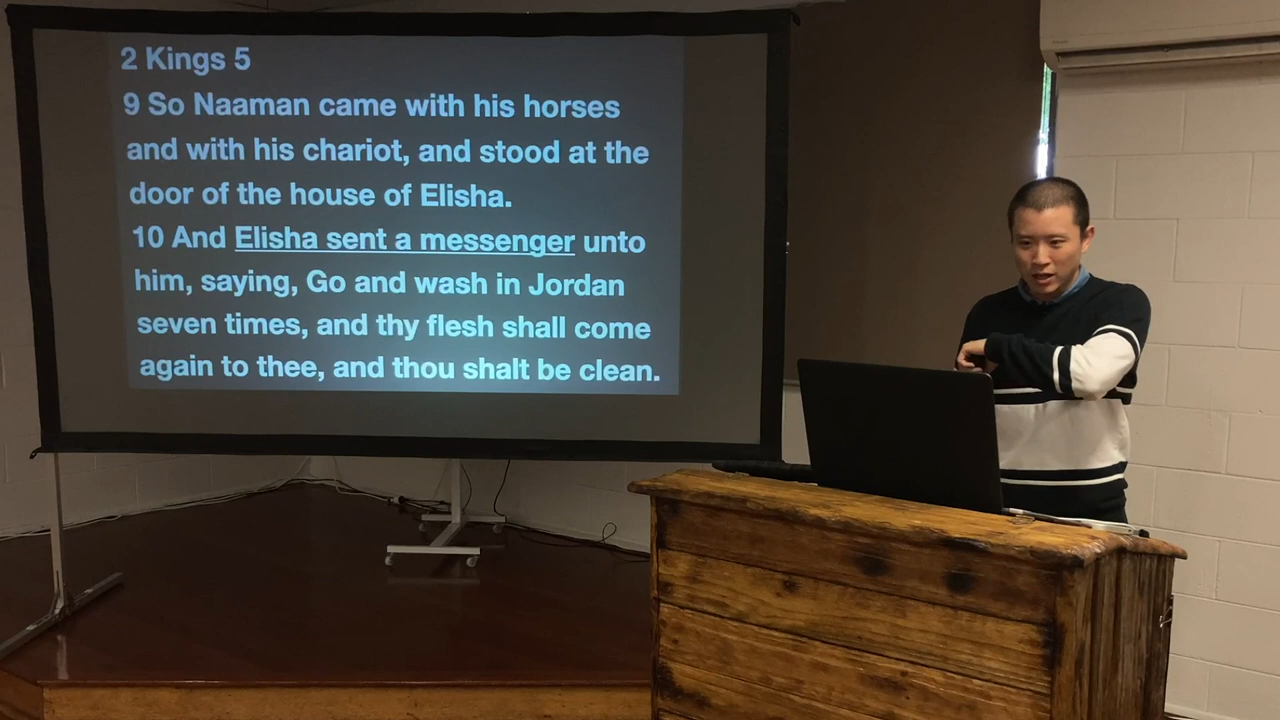 2 Kings 5
9 So Naaman came with his horses
and with his chariot, and stood at the
door of the house of Elisha.
10 And Elisha sent a messenger unto
him, saying, Go and wash in Jordan
seven times, and thy flesh shall come
again to thee, and thou shalt be clean.